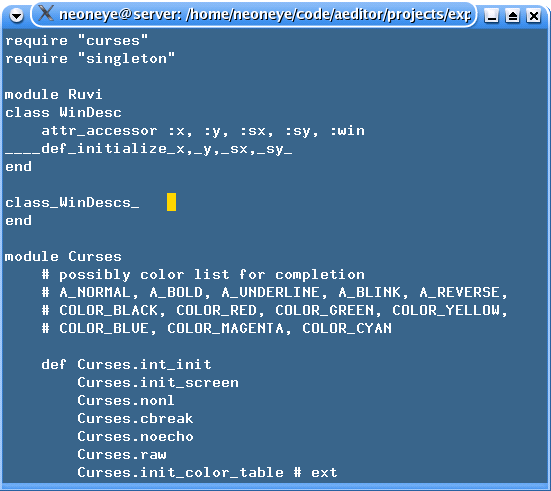 neoneye@server: /home/neoneye/code/aeditor/projects/exp
require "curses"
require "singleton"
module Ruvi
class WinDesc
    attr_accessor :x, :y, :sx, :sy, :win
____def_initialize_x,_y,_sx,_sy_
end
class_WinDescs_
end
module Curses
    # possibly color list for completion
    # A_NORMAL, A_BOLD, A_UNDERLINE, A_BLINK, A_REVERSE,
    # COLOR_BLACK, COLOR_RED, COLOR_GREEN, COLOR_YELLOW,
    # COLOR_BLUE, COLOR_MAGENTA, COLOR_CYAN
    def Curses.int_init
        Curses.init_screen
        Curses.nonl
        Curses.cbreak
        Curses.noecho
        Curses.raw
        Curses.init_color_table # ext